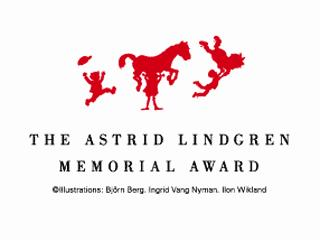 THE ASTRID LINDGREN
MEMORIAL AWARD
©Illustrations: Björn Berg. Ingrid Vang Nyman. Ilon Wikland